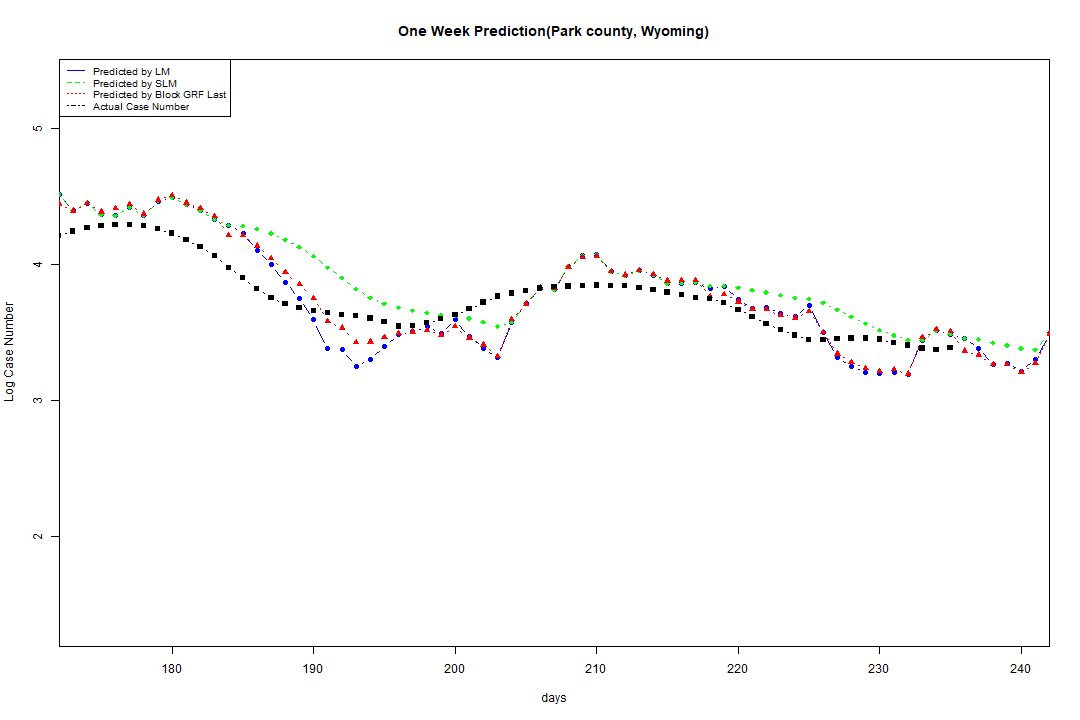 One Week Prediction(Park county, Wyoming)
Predicted by LM
Predicted by SLM
Predicted by Block GRF Last
Actual Case Number
5
4
3
2
Log Case Number
180 190 200 210 220 230 240
days